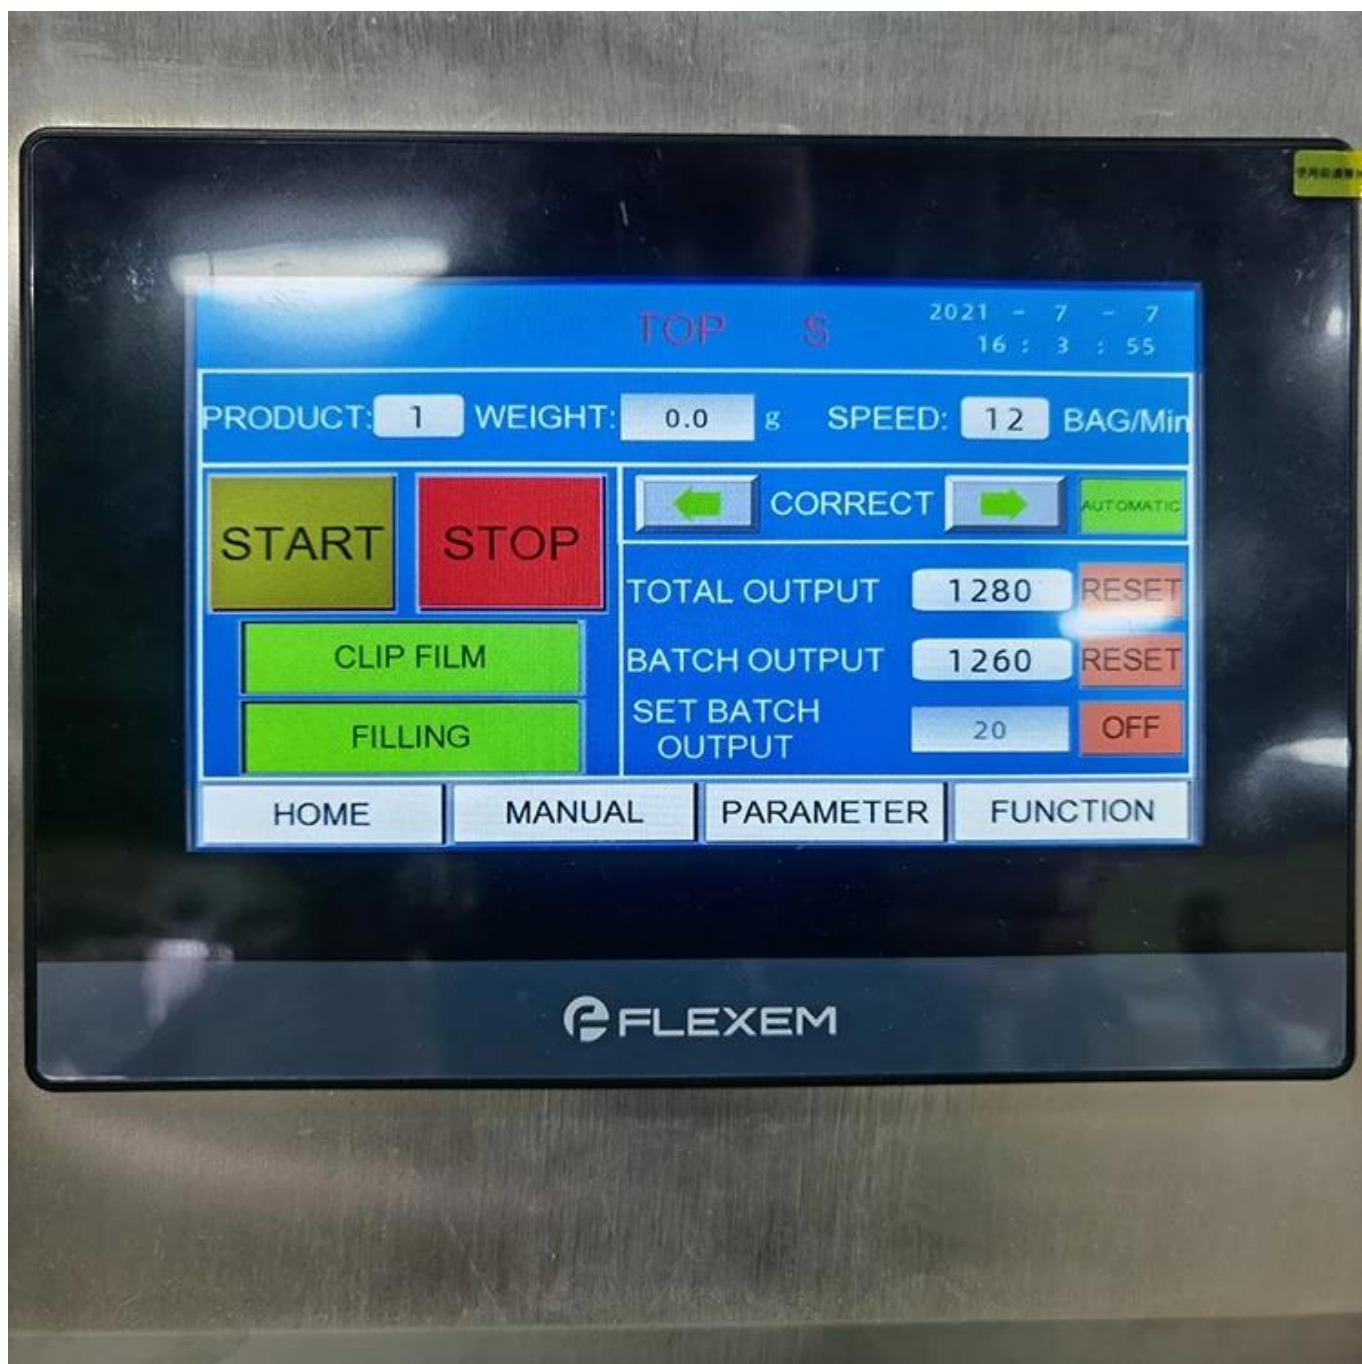 TOP S
2021 - 7 - 7
16 : 3 : 55
PRODUCT: 1 WEIGHT: 0.0 g SPEED: 12 BAG/Min
START STOP
CORRECT AUTOMATIC
TOTAL OUTPUT 1280 RESET
CLIP FILM
BATCH OUTPUT 1260 RESET
FILLING
SET BATCH
OUTPUT
20 OFF
HOME MANUAL PARAMETER FUNCTION
FLEXEM